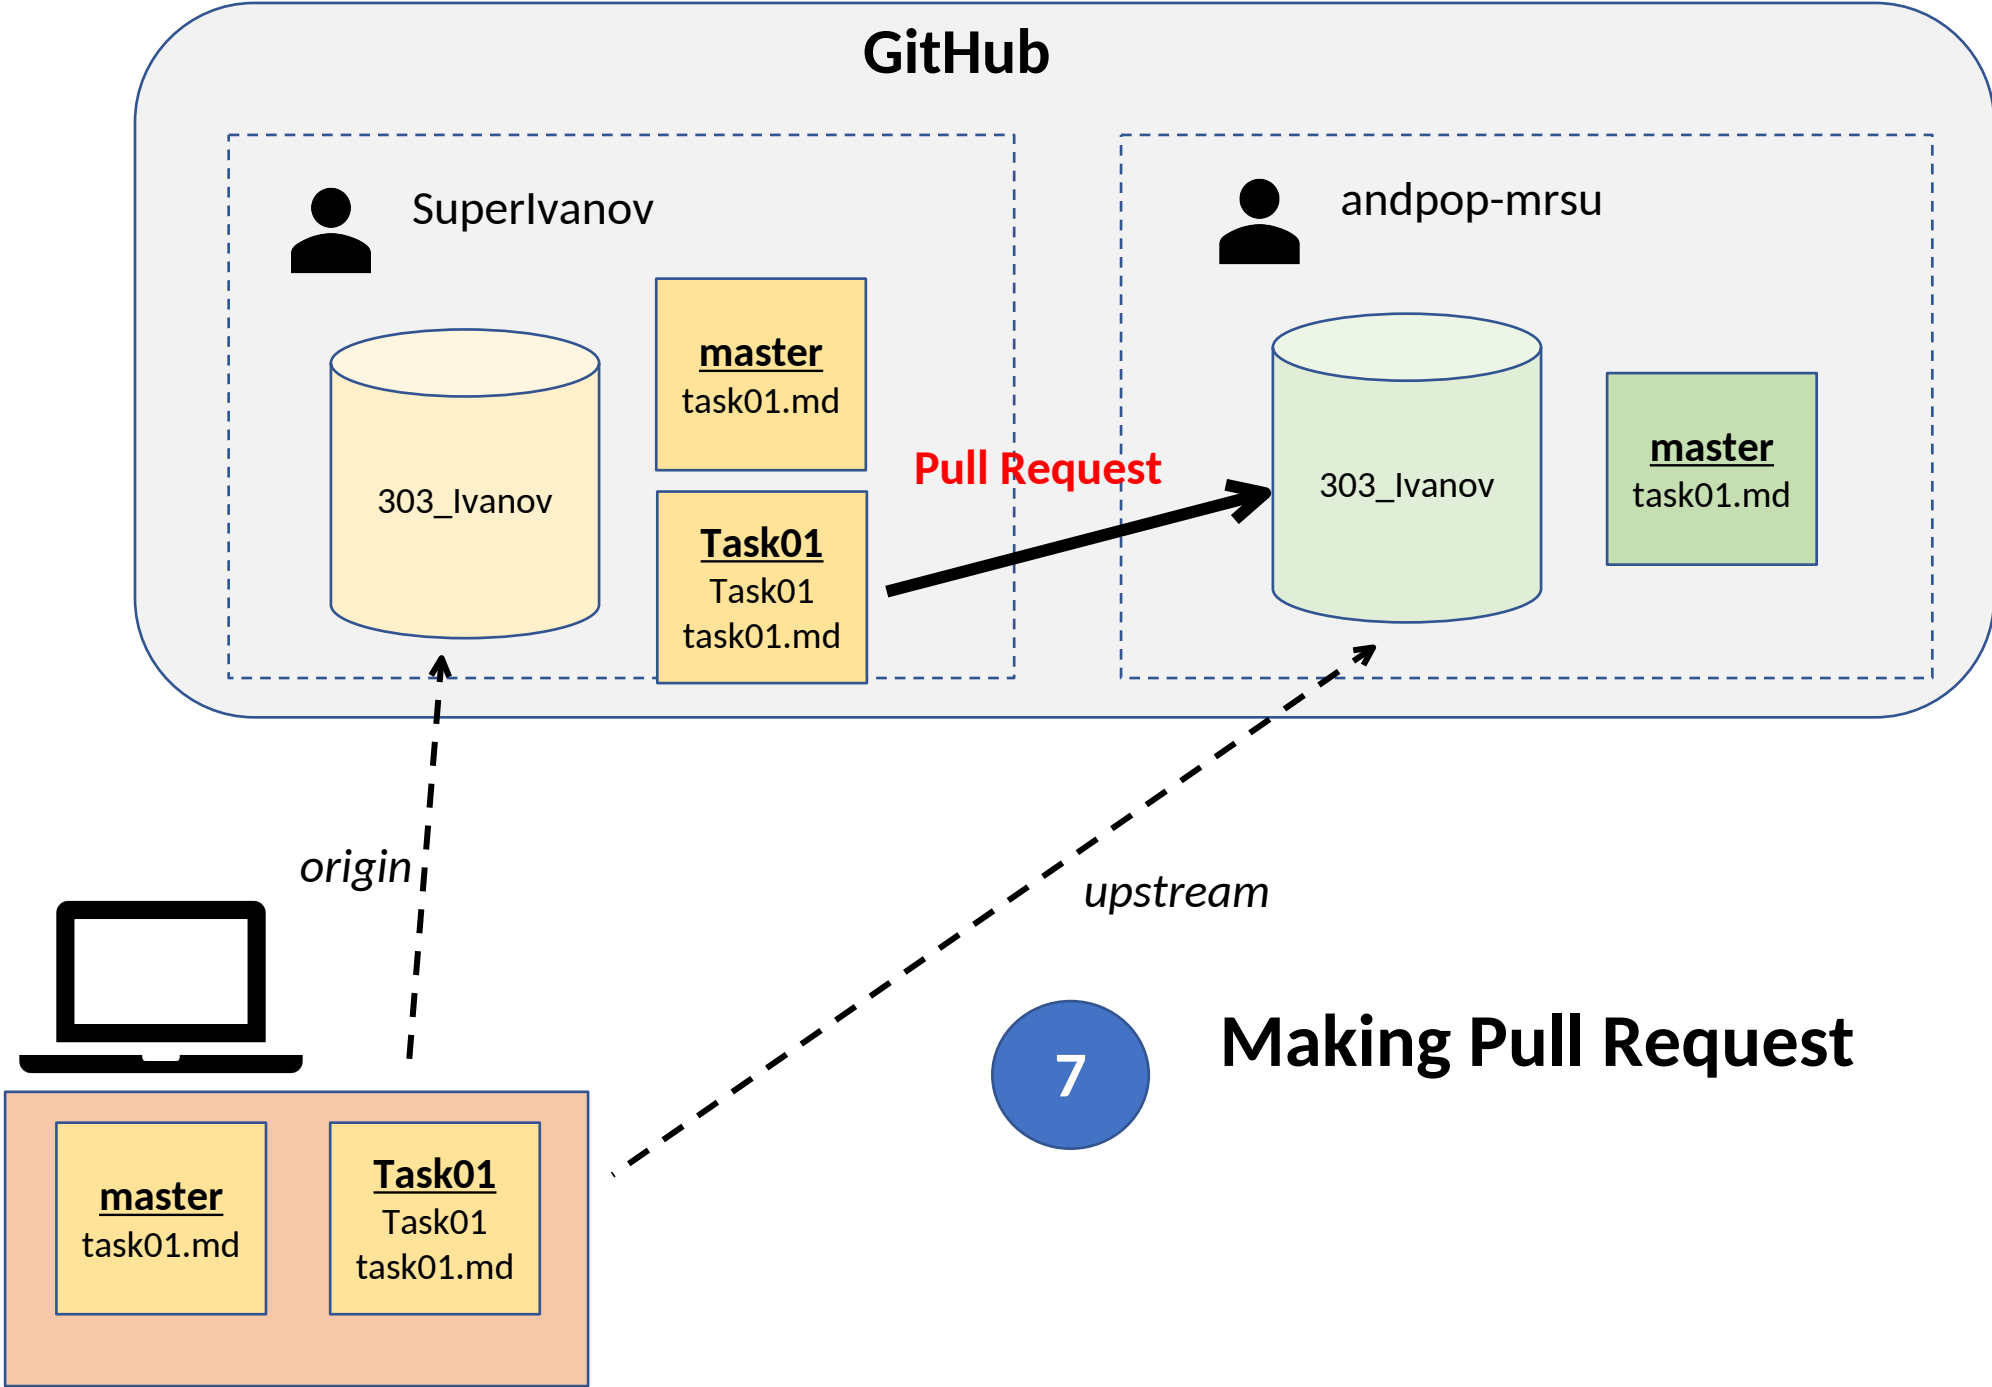 GitHub
SuperIvanov
andpop-mrsu
master
task01.md
303_Ivanov
Task01
Task01
task01.md
Pull Request
303_Ivanov
master
task01.md
origin
upstream
7
Making Pull Request
master
task01.md
Task01
Task01
task01.md